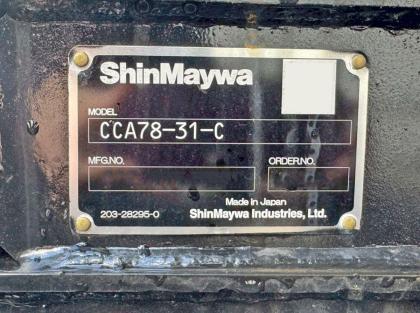 ShinMaywa
MODEL
CCA78-31-C
MFG.NO. ORDER.NO.
Made in Japan
203-28295-0 ShinMaywa Industries, Ltd.